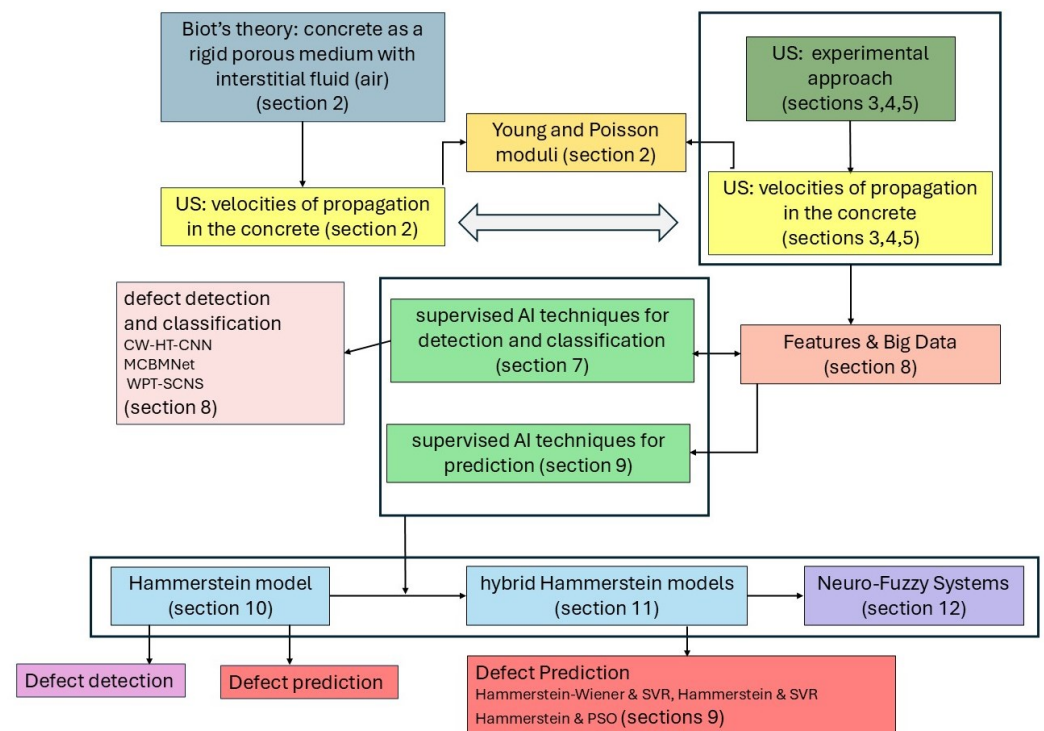 Biot's theory: concrete as a
rigid porous medium with
interstitial fluid (air)
(section 2)
US: experimental
approach
(sections 3,4,5)
Young and Poisson
moduli (section 2)
US: velocities of propagation
in the concrete (section 2)
US: velocities of propagation
in the concrete
(sections 3,4,5)
defect detection
and classification
CW-HT-CNN
MCBMNet
WPT-SCNS
(section 8)
supervised AI techniques for
detection and classification
(section 7)
Features & Big Data
(section 8)
supervised AI techniques for
prediction (section 9)
Hammerstein model
(section 10)
hybrid Hammerstein models
(section 11)
Neuro-Fuzzy Systems
(section 12)
Defect detection
Defect prediction
Defect Prediction
Hammerstein-Wiener & SVR, Hammerstein & SVR
Hammerstein & PSO (sections 9)